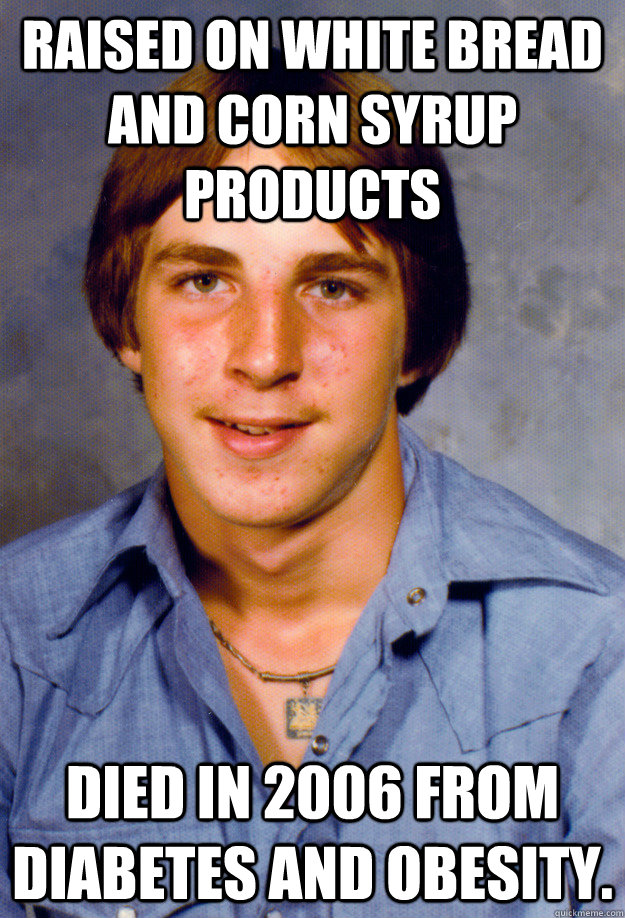 RAISED ON WHITE BREAD
AND CORN SYRUP
PRODUCTS
DIED IN 2006 FROM
DIABETES AND OBESITY.
quickmeme.com